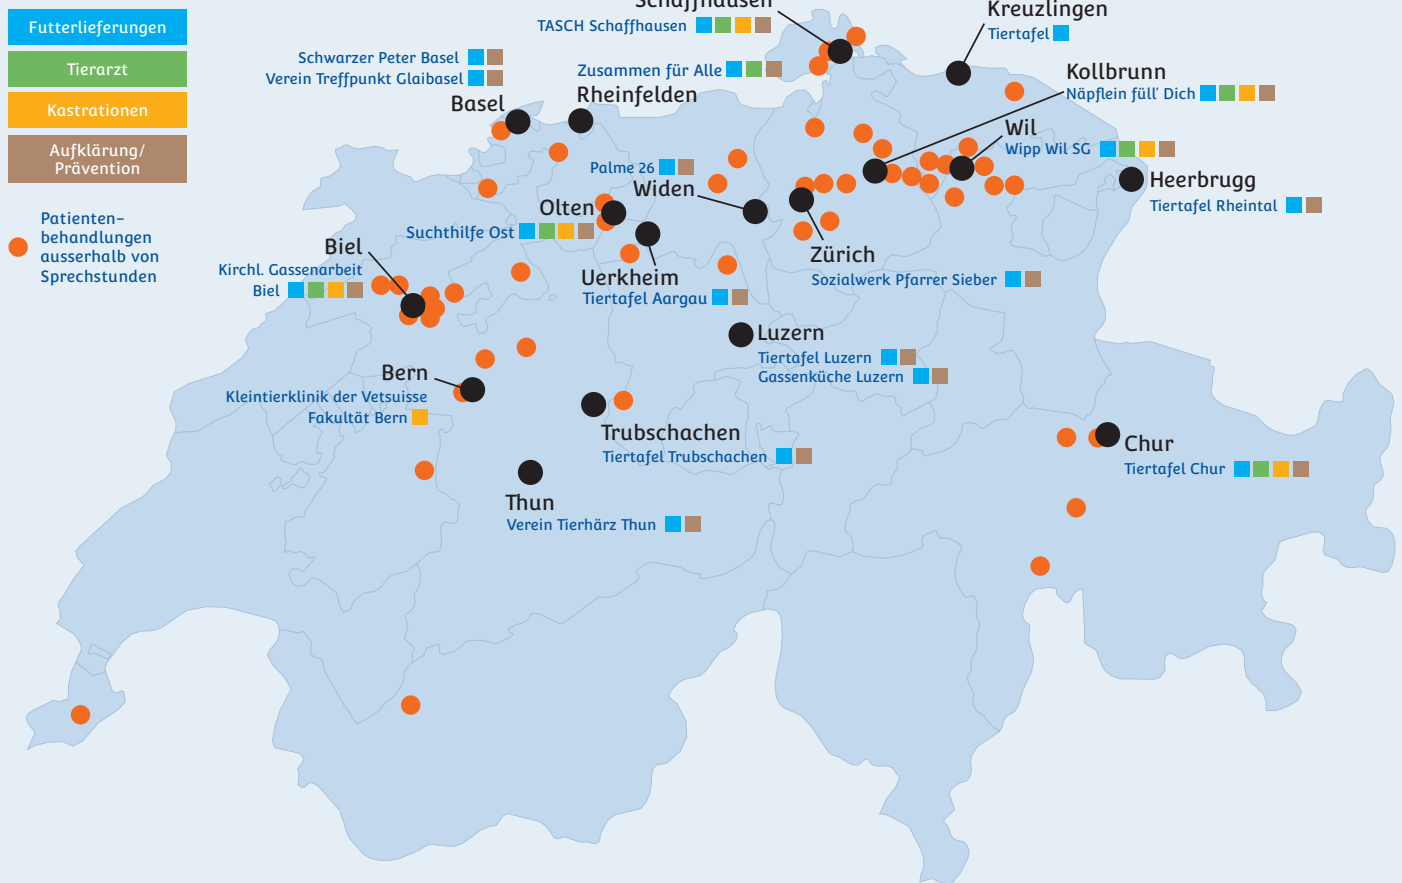 Futterlieferungen
Tierarzt
Kastrationen
Aufklärung/
Prävention
Patienten-
behandlungen
ausserhalb von
Sprechstunden
Schaffhausen
TASCH Schaffhausen
Kreuzlingen
Tiertafel
Schwarzer Peter Basel
Verein Treffpunkt Glaibasel
Basel
Zusammen für Alle
Rheinfelden
Kollbrunn
Näpflein füll' Dich
Wil
Wipp Wil SG
Palme 26
Widen
Heerbrugg
Tiertafel Rheintal
Olten
Suchthilfe Ost
Biel
Kirchl. Gassenarbeit
Biel
Uerkheim
Tiertafel Aargau
Zürich
Sozialwerk Pfarrer Sieber
Luzern
Tiertafel Luzern
Gassenküche Luzern
Bern
Kleintierklinik der Vetsuisse
Fakultät Bern
Trubschachen
Tiertafel Trubschachen
Chur
Tiertafel Chur
Thun
Verein Tierhärz Thun